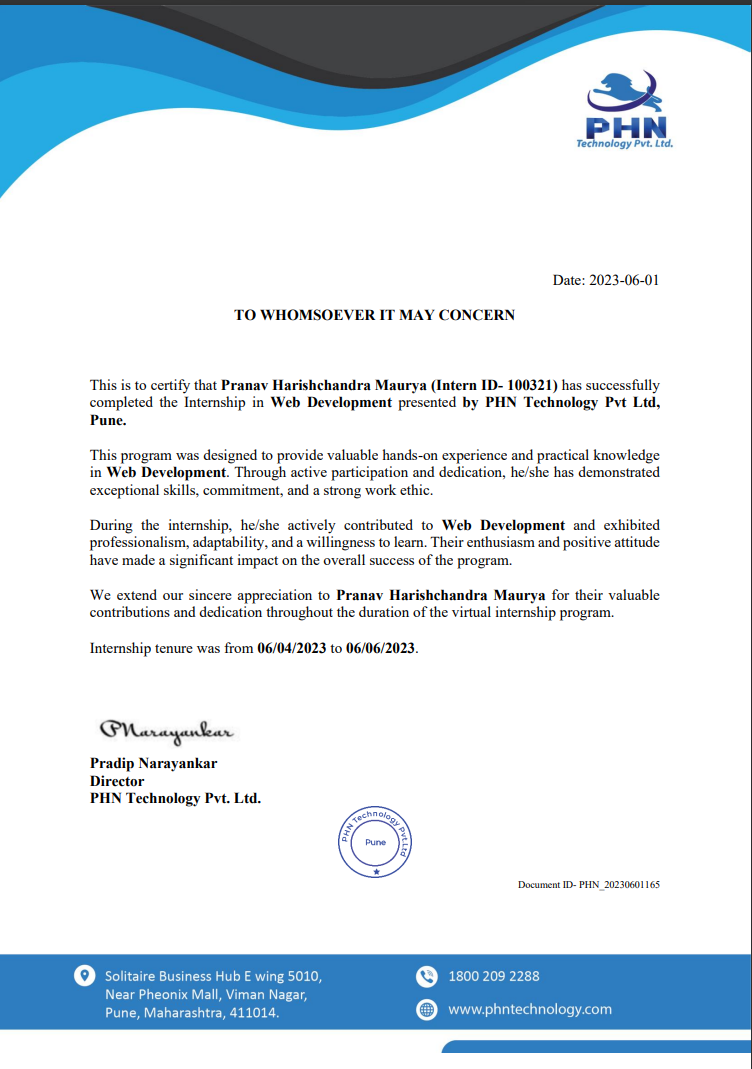 PHN
Technology Pvt. Ltd.
Date: 2023-06-01
TO WHOMSOEVER IT MAY CONCERN
This is to certify that Pranav Harishchandra Maurya (Intern ID- 100321) has successfully
completed the Internship in Web Development presented by PHN Technology Pvt Ltd,
Pune.
This program was designed to provide valuable hands-on experience and practical knowledge
in Web Development. Through active participation and dedication, he/she has demonstrated
exceptional skills, commitment, and a strong work ethic.
During the internship, he/she actively contributed to Web Development and exhibited
professionalism, adaptability, and a willingness to learn. Their enthusiasm and positive attitude
have made a significant impact on the overall success of the program.
We extend our sincere appreciation to Pranav Harishchandra Maurya for their valuable
contributions and dedication throughout the duration of the virtual internship program.
Internship tenure was from 06/04/2023 to 06/06/2023.
PNarayankar
Pradip Narayankar
Director
PHN Technology Pvt. Ltd.
PHN Technology Pvt Ltd
Pune
Document ID- PHN_20230601165
Solitaire Business Hub E wing 5010,
Near Pheonix Mall, Viman Nagar,
Pune, Maharashtra, 411014.
1800 209 2288
www.phntechnology.com